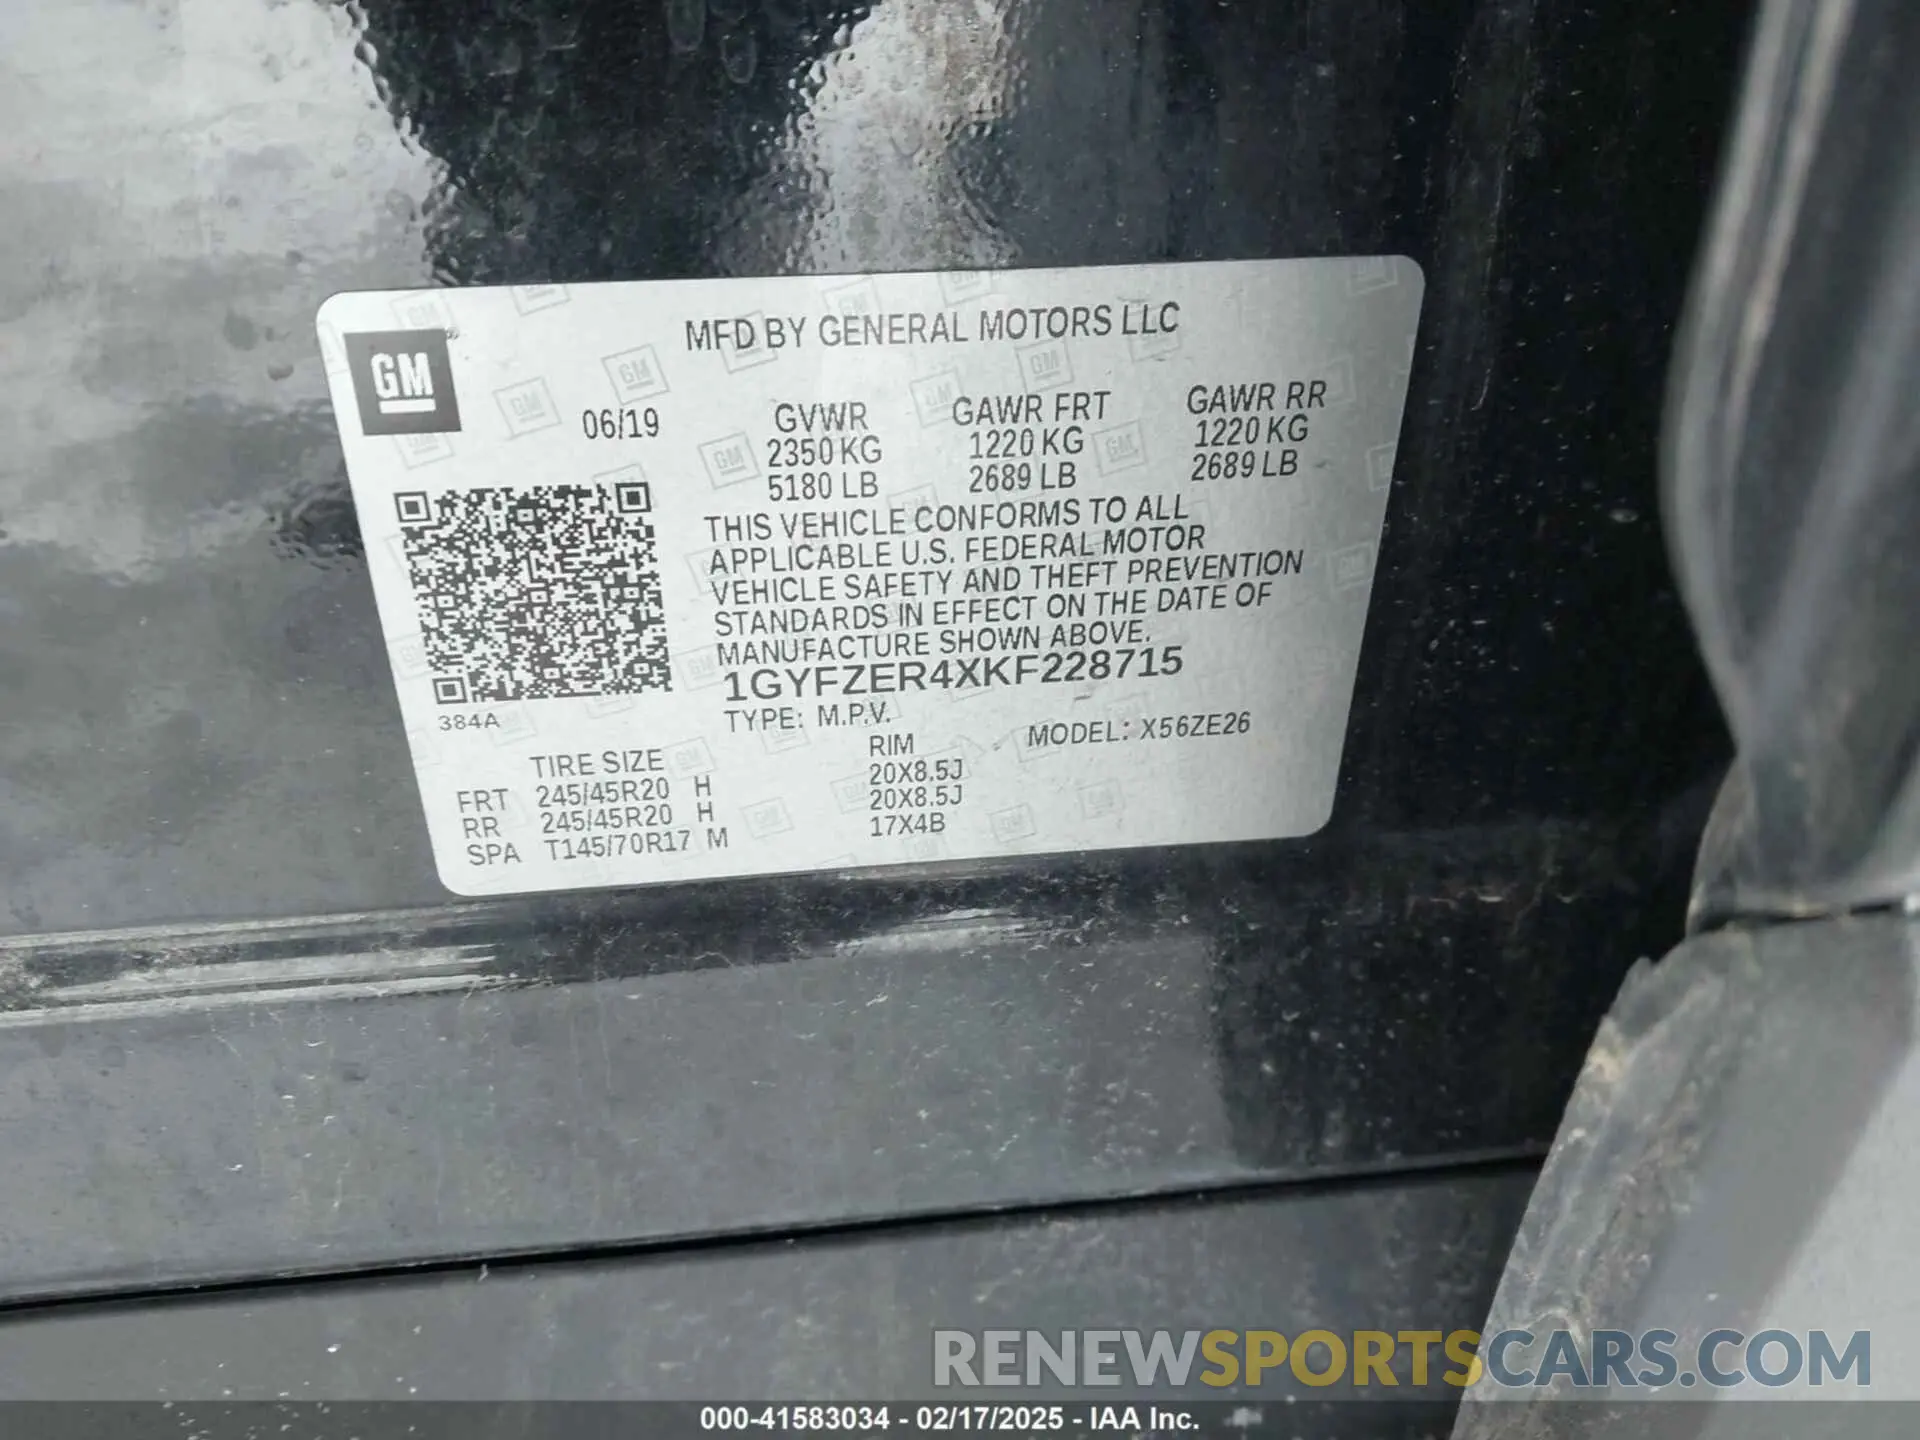 MFD BY GENERAL MOTORS LLC
GM
06/19
GVWR GAWR FRT GAWR RR
2350 KG 1220 KG 1220 KG
5180 LB 2689 LB 2689 LB
THIS VEHICLE CONFORMS TO ALL
APPLICABLE U.S. FEDERAL MOTOR
VEHICLE SAFETY AND THEFT PREVENTION
STANDARDS IN EFFECT ON THE DATE OF
MANUFACTURE SHOWN ABOVE.
1GYFZER4XKF228715
384A
TYPE: M.P.V. MODEL: X56ZE26
TIRE SIZE RIM
FRT 245/45R20 H 20X8.5J
RR 245/45R20 H 20X8.5J
SPA T145/70R17 M 17X4B
RENEWSPORTSCARS.COM
000-41583034 - 02/17/2025 - IAA Inc.